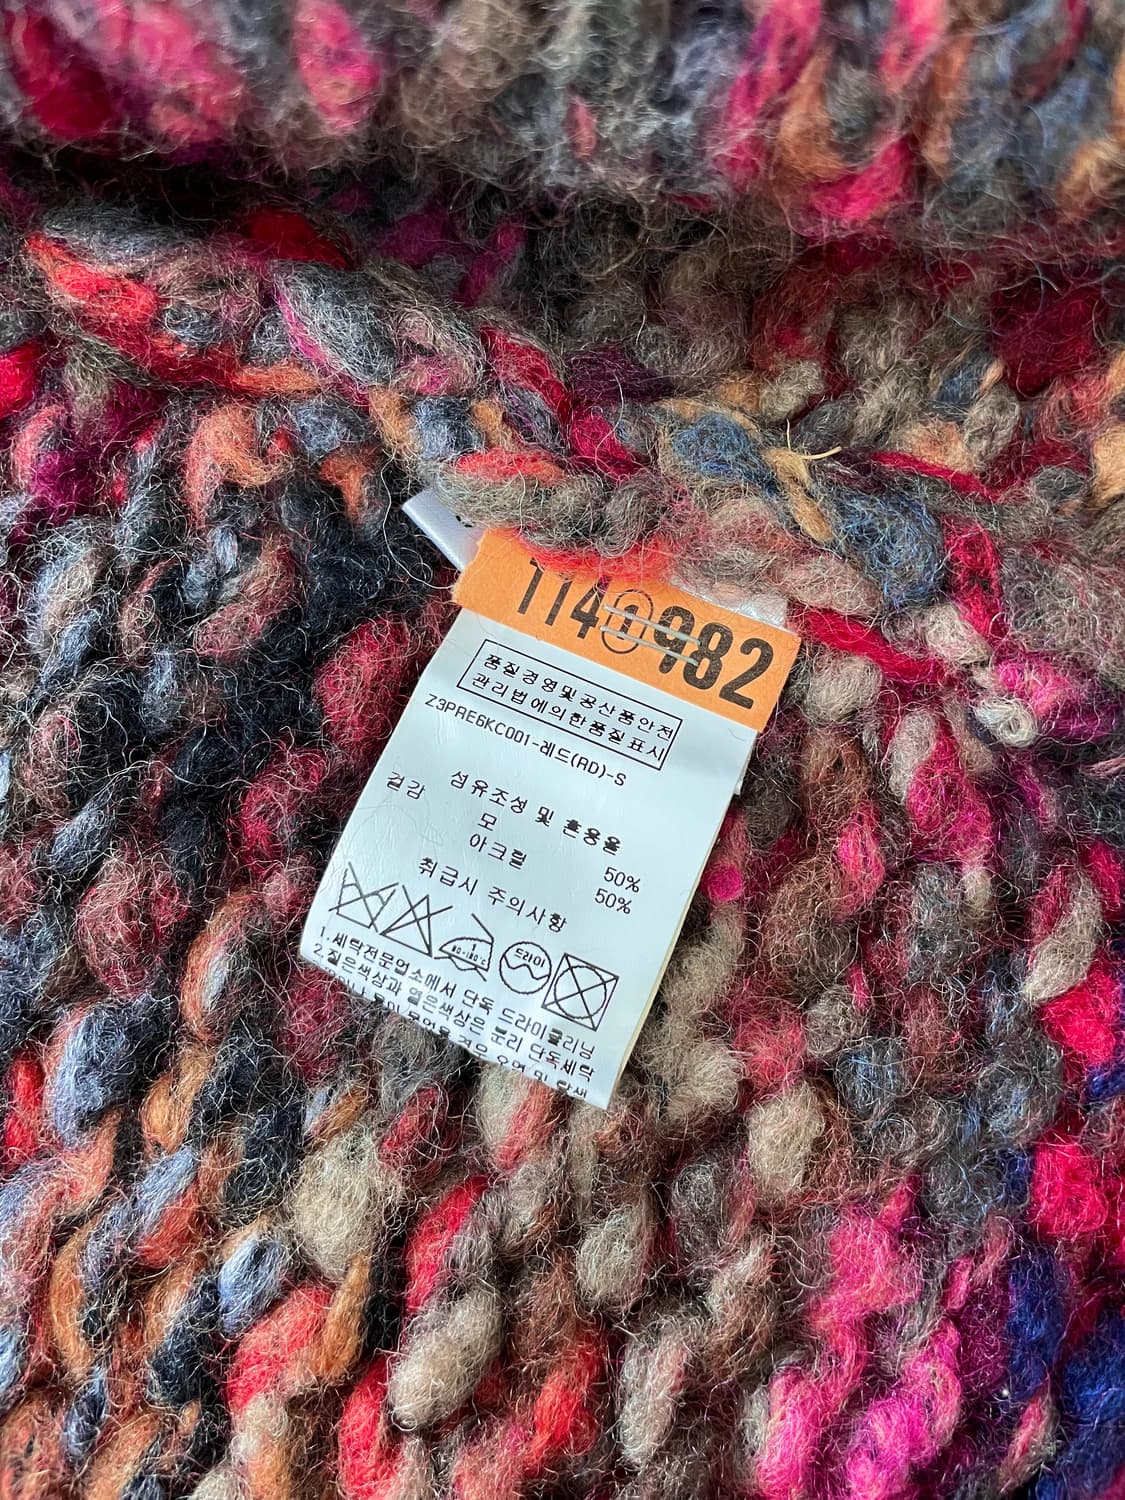 114①982
품질경영및공산품안전
관리법에의한품질표시
Z3PRE6KC001-레드(RD)-S
섬유조성 및 혼용율
겉감
모 50%
아크릴 50%
취급시 주의사항
80~120℃
드라이
1.세탁전문업소에서 단독 드라이클리닝
2.짙은색상과 옅은색상은 분리 단독세탁